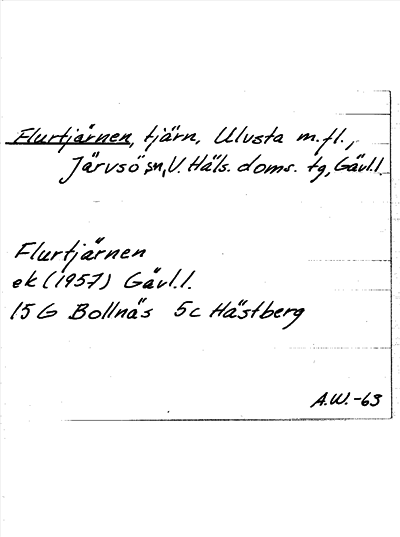 Flurtjärnen, tjärn, Ulvsta m.fl.,
Järvsö sn, V. Häls. doms. tg, Gävl.l.
Flurtjärnen
ek (1957) Gävl.l.
15 G Bollnäs 5c Hästberg
A.W.-63